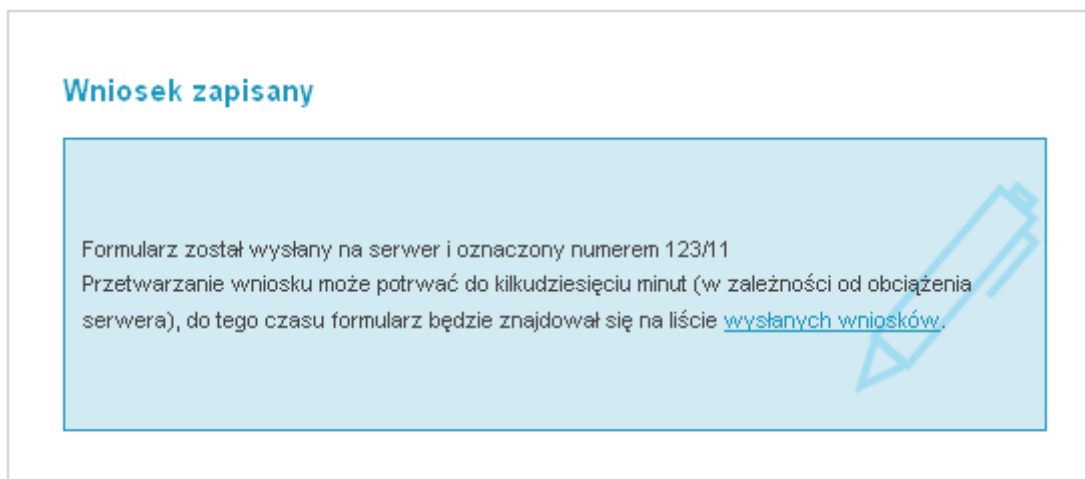 Wniosek zapisany
Formularz został wysłany na serwer i oznaczony numerem 123/11
Przetwarzanie wniosku może potrwać do kilkudziesięciu minut (w zależności od obciążenia
serwera), do tego czasu formularz będzie znajdował się na liście wysłanych wniosków.